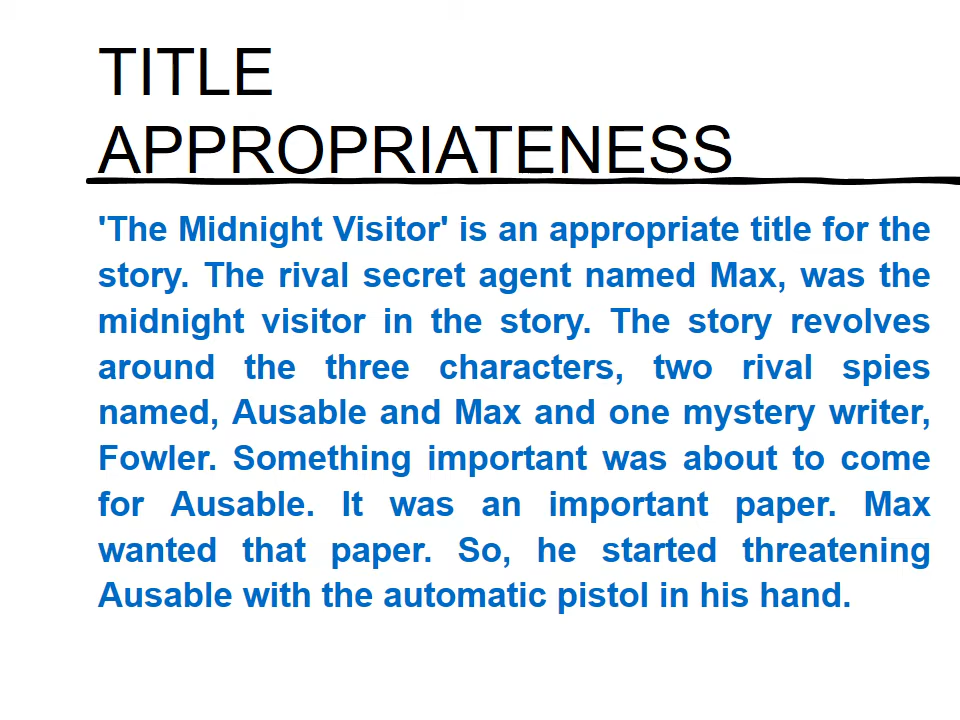 TITLE
APPROPRIATENESS
'The Midnight Visitor' is an appropriate title for the
story. The rival secret agent named Max, was the
midnight visitor in the story. The story revolves
around the three characters, two rival spies
named, Ausable and Max and one mystery writer,
Fowler. Something important was about to come
for Ausable. It was an important paper. Max
wanted that paper. So, he started threatening
Ausable with the automatic pistol in his hand.